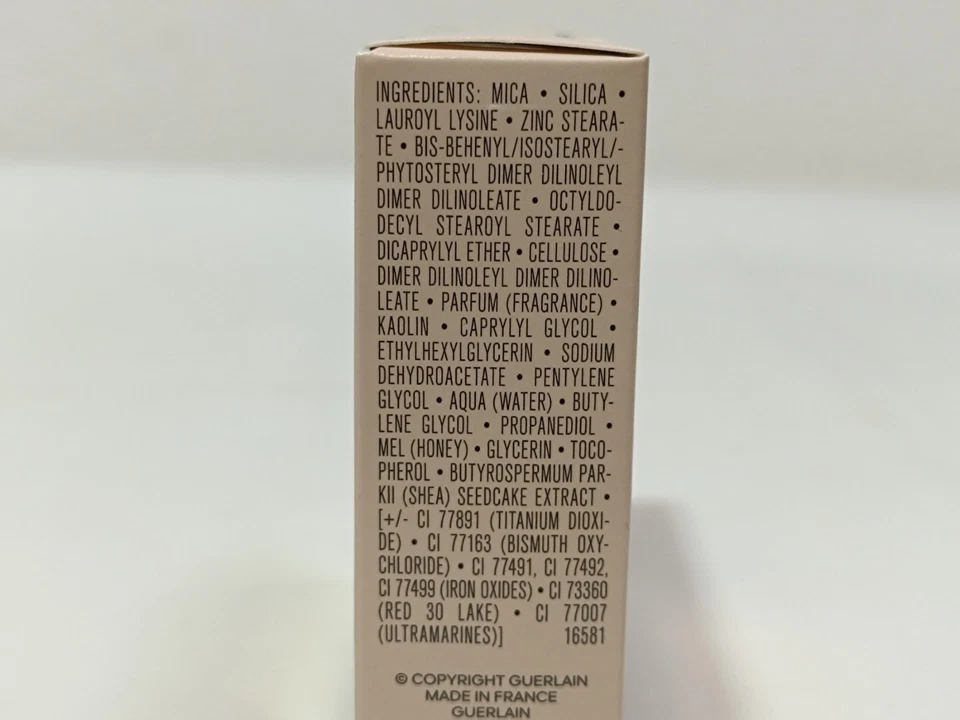 INGREDIENTS: MICA • SILICA •
LAUROYL LYSINE • ZINC STEARA-
TE • BIS-BEHENYL/ISOSTEARYL/-
PHYTOSTERYL DIMER DILINOLEYL
DIMER DILINOLEATE • OCTYLDO-
DECYL STEAROYL STEARATE •
DICAPRYLYL ETHER • CELLULOSE •
DIMER DILINOLEYL DIMER DILINO-
LEATE • PARFUM (FRAGRANCE) •
KAOLIN • CAPRYLYL GLYCOL •
ETHYLHEXYLGLYCERIN • SODIUM
DEHYDROACETATE • PENTYLENE
GLYCOL • AQUA (WATER) • BUTY-
LENE GLYCOL • PROPANEDIOL •
MEL (HONEY) • GLYCERIN • TOCO-
PHEROL • BUTYROSPERMUM PAR-
KII (SHEA) SEEDCAKE EXTRACT •
[+/- CI 77891 (TITANIUM DIOXI-
DE) • CI 77163 (BISMUTH OXY-
CHLORIDE) • CI 77491, CI 77492,
CI 77499 (IRON OXIDES) • CI 73360
(RED 30 LAKE) • CI 77007
(ULTRAMARINES)] 16581
© COPYRIGHT GUERLAIN
MADE IN FRANCE
GUERLAIN